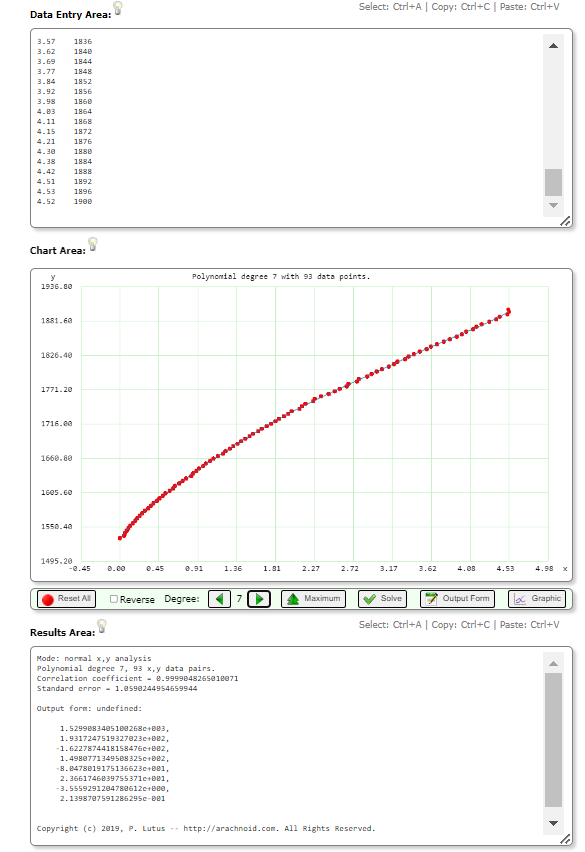 Data Entry Area:
Select: Ctrl+A | Copy: Ctrl+C | Paste: Ctrl+V
3.57 1836
3.62 1840
3.69 1844
3.77 1848
3.84 1852
3.92 1856
3.98 1860
4.03 1864
4.11 1868
4.15 1872
4.21 1876
4.30 1880
4.38 1884
4.42 1888
4.51 1892
4.53 1896
4.52 1900
Chart Area:
y
Polynomial degree 7 with 93 data points.
1936.80
1881.60
1826.40
1771.20
1716.00
1660.80
1605.60
1550.40
1495.20
-0.45 0.00 0.45 0.91 1.36 1.81 2.27 2.72 3.17 3.62 4.08 4.53 4.98 x
Reset All Reverse Degree: 7 Maximum Solve Output Form Graphic
Results Area:
Select: Ctrl+A | Copy: Ctrl+C | Paste: Ctrl+V
Mode: normal x,y analysis
Polynomial degree 7, 93 x,y data pairs.
Correlation coefficient = 0.9999048265010071
Standard error = 1.0590244954659944
Output form: undefined:
1.5299083405100268e+003,
1.9317247519327023e+002,
-1.6227874418158476e+002,
1.4980771349508325e+002,
-8.0478019175136623e+001,
2.3661746039755371e+001,
-3.5559291204780612e+000,
2.1398707591286295e-001
Copyright (c) 2019, P. Lutus -- http://arachnoid.com. All Rights Reserved.